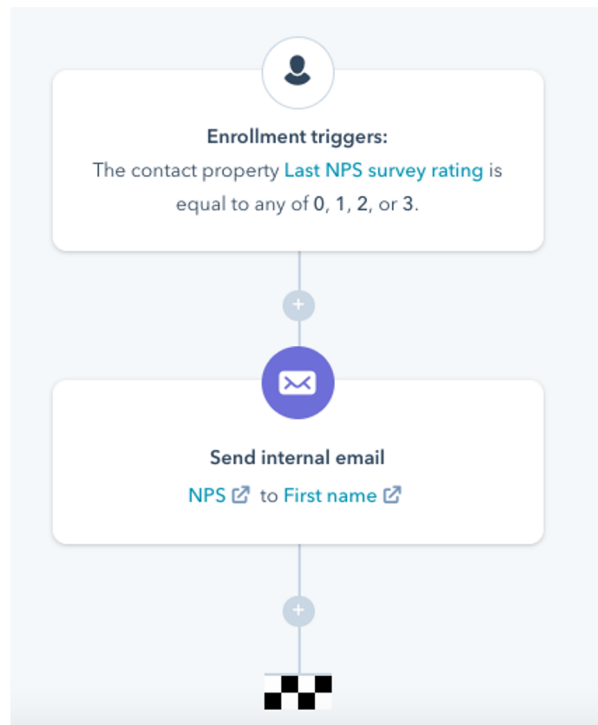 Enrollment triggers:
The contact property Last NPS survey rating is
equal to any of 0, 1, 2, or 3.
Send internal email
NPS to First name